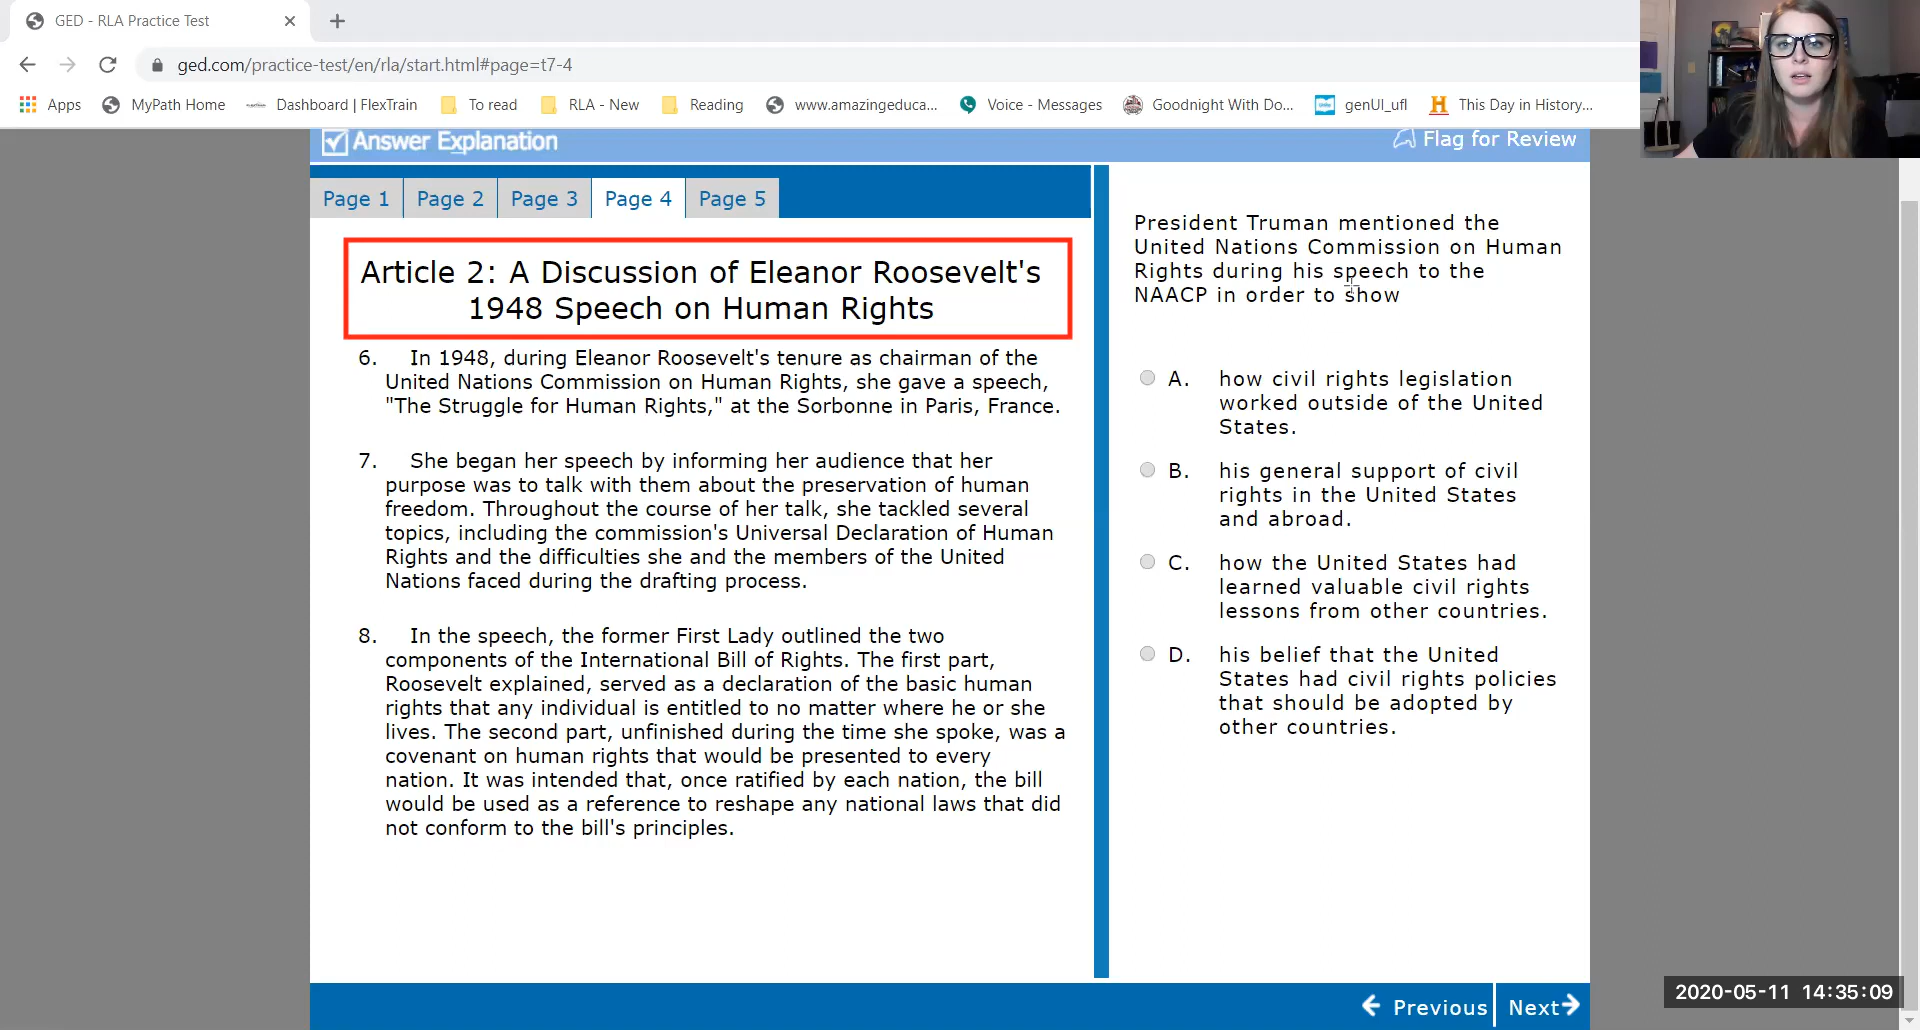 GED - RLA Practice Test
ged.com/practice-test/en/rla/start.html#page=t7-4
Apps MyPath Home Dashboard | FlexTrain To read RLA - New Reading www.amazingeduca... Voice - Messages Goodnight With Do... genUI_ufl This Day in History...
Answer Explanation
Flag for Review
Page 1 Page 2 Page 3 Page 4 Page 5
Article 2: A Discussion of Eleanor Roosevelt's
1948 Speech on Human Rights
6. In 1948, during Eleanor Roosevelt's tenure as chairman of the
United Nations Commission on Human Rights, she gave a speech,
"The Struggle for Human Rights," at the Sorbonne in Paris, France.
7. She began her speech by informing her audience that her
purpose was to talk with them about the preservation of human
freedom. Throughout the course of her talk, she tackled several
topics, including the commission's Universal Declaration of Human
Rights and the difficulties she and the members of the United
Nations faced during the drafting process.
8. In the speech, the former First Lady outlined the two
components of the International Bill of Rights. The first part,
Roosevelt explained, served as a declaration of the basic human
rights that any individual is entitled to no matter where he or she
lives. The second part, unfinished during the time she spoke, was a
covenant on human rights that would be presented to every
nation. It was intended that, once ratified by each nation, the bill
would be used as a reference to reshape any national laws that did
not conform to the bill's principles.
President Truman mentioned the
United Nations Commission on Human
Rights during his speech to the
NAACP in order to show
A. how civil rights legislation
worked outside of the United
States.
B. his general support of civil
rights in the United States
and abroad.
C. how the United States had
learned valuable civil rights
lessons from other countries.
D. his belief that the United
States had civil rights policies
that should be adopted by
other countries.
Previous Next
2020-05-11 14:35:09